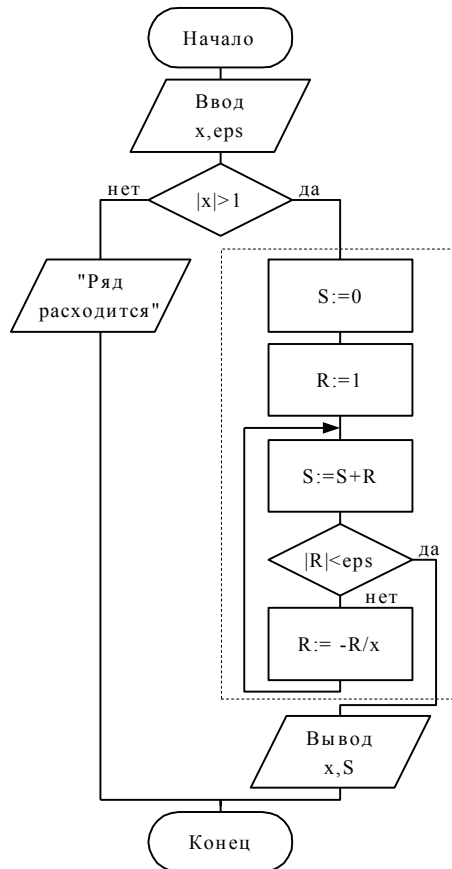 Начало
Ввод
x,eps
нет
|x|>1
да
"Ряд
расходится"
S:=0
R:=1
S:=S+R
|R|<eps
да
нет
R:= -R/x
Вывод
x,S
Конец